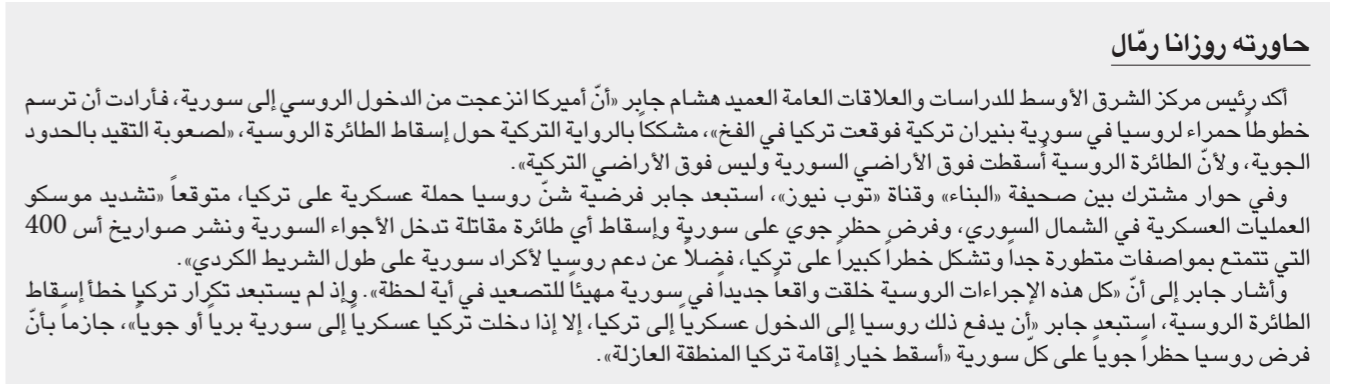 حاورته روزانا رمّال
أكد رئيس مركز الشرق الأوسط للدراسات والعلاقات العامة العميد هشام جابر «أنّ أميركا انزعجت من الدخول الروسي إلى سورية، فأرادت أن ترسم
خطوطاً حمراء لروسيا في سورية بنيران تركية فوقعت تركيا في الفخ»، مشككاً بالرواية التركية حول إسقاط الطائرة الروسية، «لصعوبة التقيد بالحدود
الجوية، ولأنّ الطائرة الروسية أُسقطت فوق الأراضي السورية وليس فوق الأراضي التركية».
وفي حوار مشترك بين صحيفة «البناء» وقناة «توب نيوز»، استبعد جابر فرضية شنّ روسيا حملة عسكرية على تركيا، متوقعاً «تشديد موسكو
العمليات العسكرية في الشمال السوري، وفرض حظر جوي على سورية وإسقاط أي طائرة مقاتلة تدخل الأجواء السورية ونشر صواريخ أس 400
التي تتمتع بمواصفات متطورة جداً وتشكل خطراً كبيراً على تركيا، فضلاً عن دعم روسيا لأكراد سورية على طول الشريط الكردي».
وأشار جابر إلى أنّ «كل هذه الإجراءات الروسية خلقت واقعاً جديداً في سورية مهيئاً للتصعيد في أية لحظة». وإذ لم يستبعد تكرار تركيا خطأ إسقاط
الطائرة الروسية، استبعد جابر «أن يدفع ذلك روسيا إلى الدخول عسكرياً إلى تركيا، إلا إذا دخلت تركيا عسكرياً إلى سورية برياً أو جوياً»، جازماً بأنّ
فرض روسيا حظراً جوياً على كلّ سورية «أسقط خيار إقامة تركيا المنطقة العازلة».